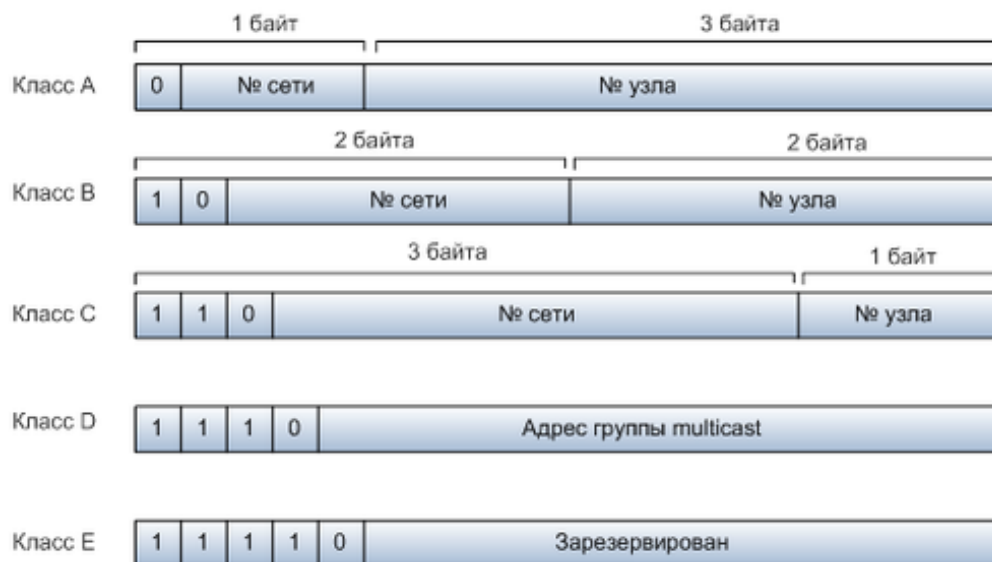 1 байт 3 байта
Класс A 0 № сети № узла
2 байта 2 байта
Класс B 1 0 № сети № узла
3 байта 1 байт
Класс C 1 1 0 № сети № узла
Класс D 1 1 1 0 Адрес группы multicast
Класс E 1 1 1 1 0 Зарезервирован